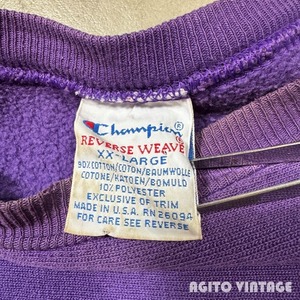 Champion®
REVERSE WEAVE
XX-LARGE
90% COTTON/COTON/BAUMWOLLE
COTONE/KATOEN/BOMULD
10% POLYESTER
EXCLUSIVE OF TRIM
MADE IN U.S.A. RN26094
FOR CARE SEE REVERSE
AGITO VINTAGE